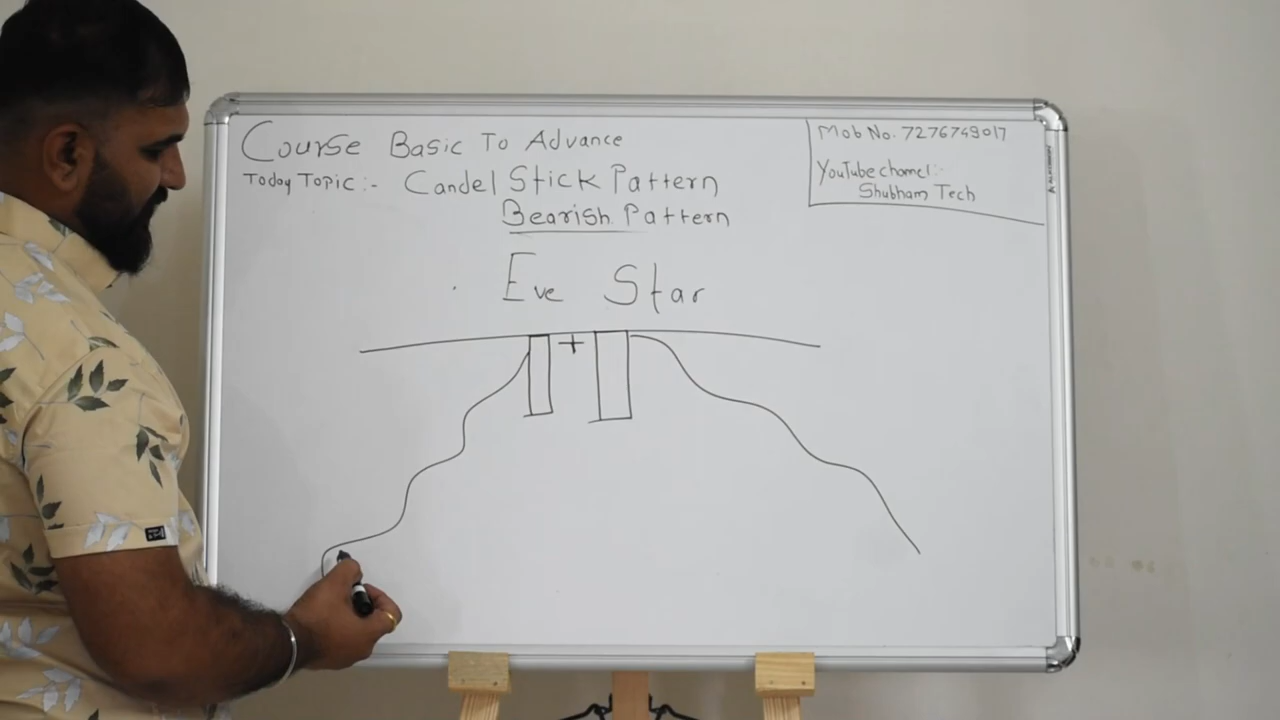 Course Basic To Advance
Today Topic :- Candel Stick Pattern
Bearish Pattern
Mob No. 7276749017
YouTube channel :-
Shubham Tech
Eve Star
+